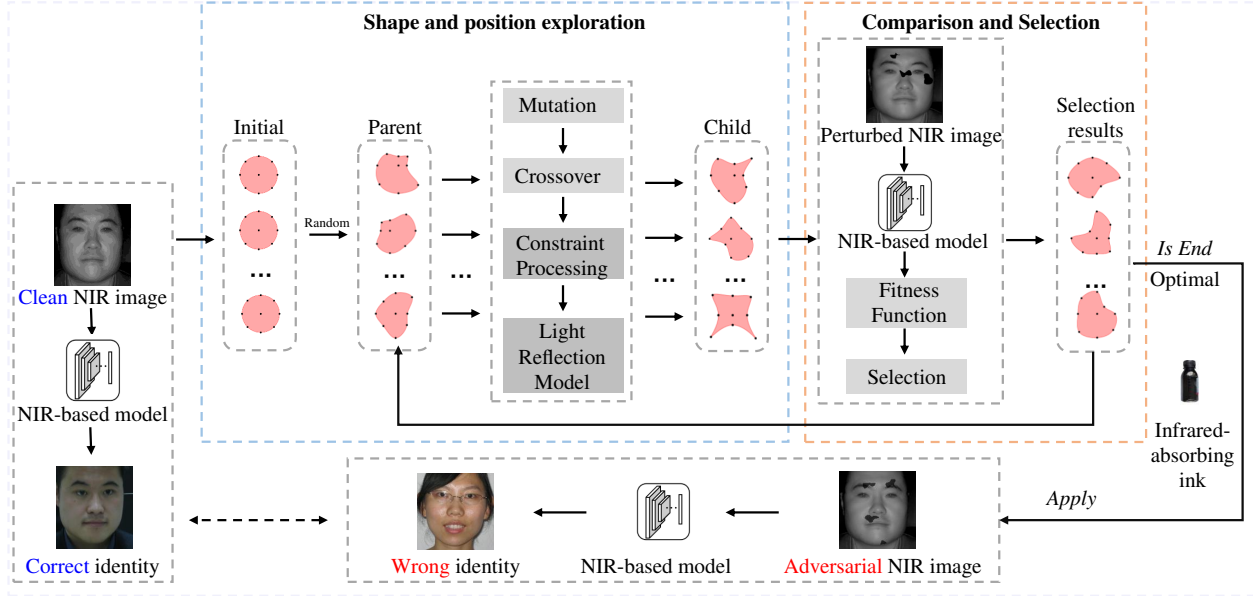 Shape and position exploration
Comparison and Selection
Initial
Parent
Mutation
Crossover
Constraint
Processing
Light
Reflection
Model
Child
Random
...
...
...
...
...
Perturbed NIR image
NIR-based model
Fitness
Function
Selection
Selection
results
...
Is End
Optimal
Clean NIR image
NIR-based model
Correct identity
Infrared-
absorbing
ink
Apply
Wrong identity
NIR-based model
Adversarial NIR image